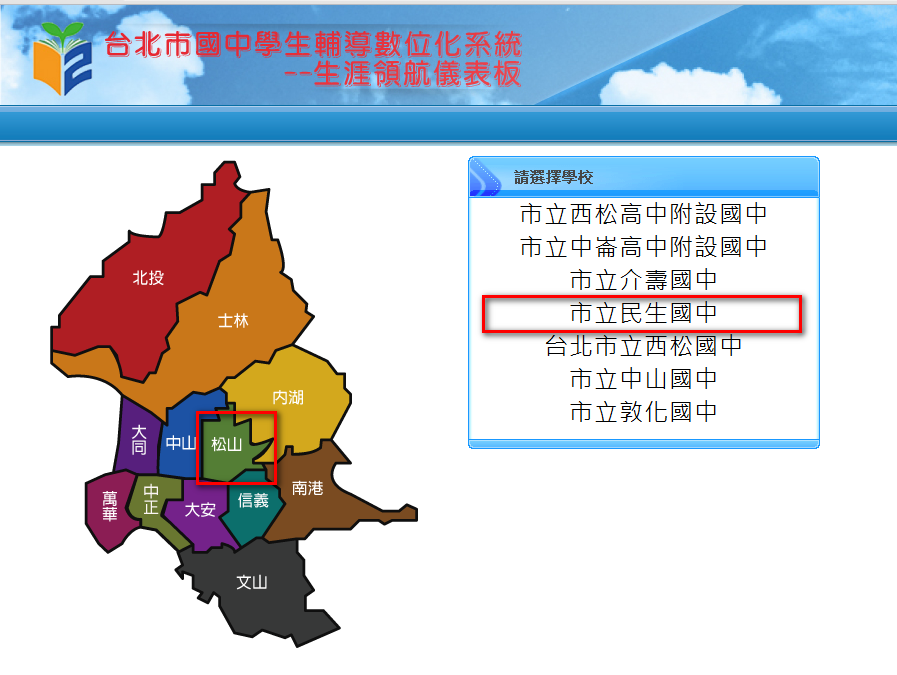 台北市國中學生輔導數位化系統
--生涯領航儀表板
請選擇學校
市立西松高中附設國中
市立中崙高中附設國中
市立介壽國中
市立民生國中
台北市立西松國中
市立中山國中
市立敦化國中
北投
士林
內湖
大同
中山
松山
萬華
中正
大安
信義
南港
文山